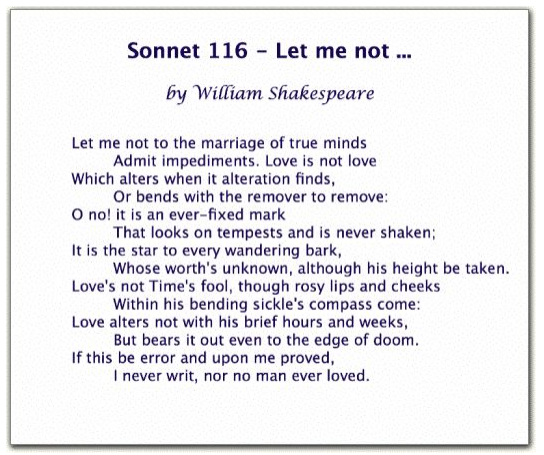 Sonnet 116 - Let me not ...
by William Shakespeare
Let me not to the marriage of true minds
Admit impediments. Love is not love
Which alters when it alteration finds,
Or bends with the remover to remove:
O no! it is an ever-fixed mark
That looks on tempests and is never shaken;
It is the star to every wandering bark,
Whose worth's unknown, although his height be taken.
Love's not Time's fool, though rosy lips and cheeks
Within his bending sickle's compass come:
Love alters not with his brief hours and weeks,
But bears it out even to the edge of doom.
If this be error and upon me proved,
I never writ, nor no man ever loved.